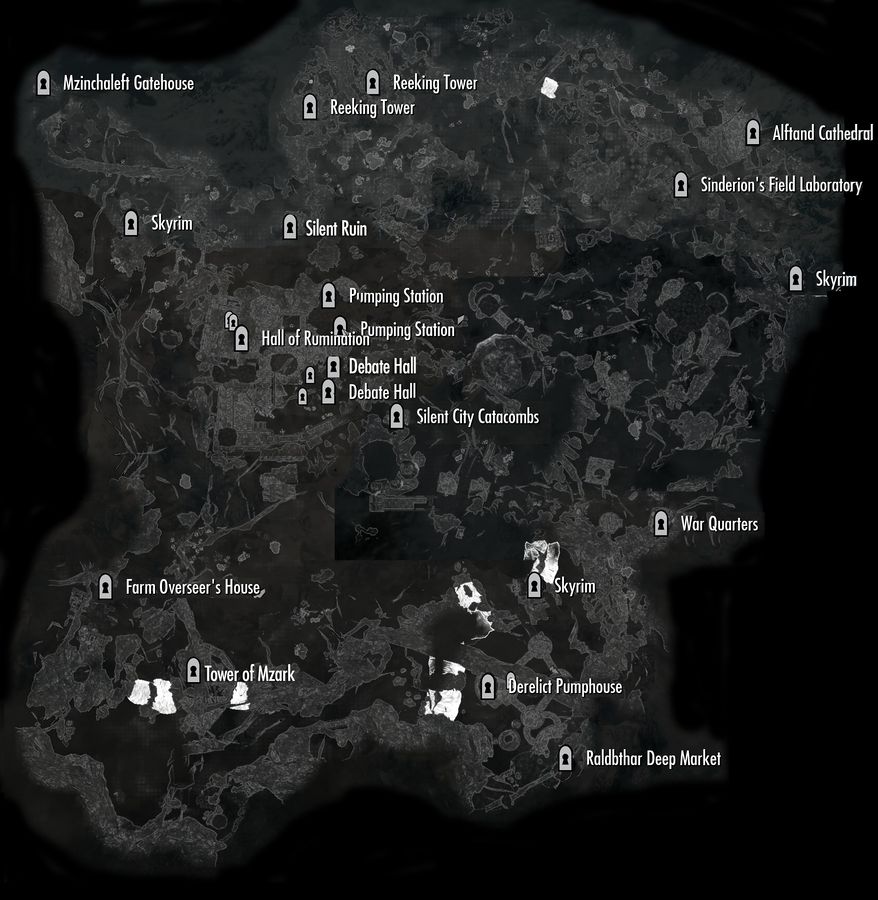 Mzinchaleft Gatehouse
Reeking Tower
Reeking Tower
Alftand Cathedral
Sinderion's Field Laboratory
Skyrim
Silent Ruin
Skyrim
Pumping Station
Pumping Station
Hall of Rumination
Debate Hall
Debate Hall
Silent City Catacombs
War Quarters
Farm Overseer's House
Skyrim
Tower of Mzark
Derelict Pumphouse
Raldbthar Deep Market